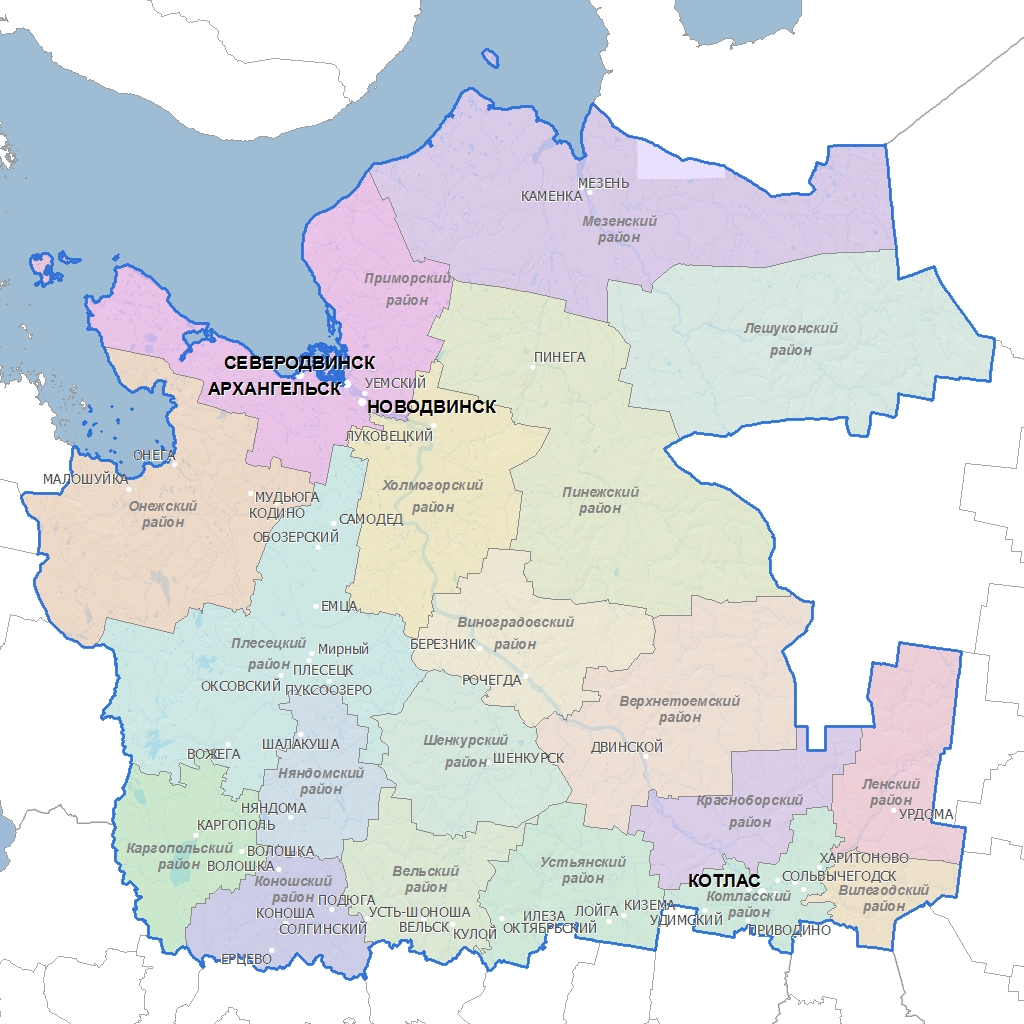 МЕЗЕНЬ
КАМЕНКА
Мезенский
район
Приморский
район
Лешуконский
район
ПИНЕГА
СЕВЕРОДВИНСК
АРХАНГЕЛЬСК
УЕМСКИЙ
НОВОДВИНСК
ЛУКОВЕЦКИЙ
ОНЕГА
МАЛОШУЙКА
Онежский
район
МУДЬЮГА
КОДИНО
Холмогорский
район
Пинежский
район
САМОДЕД
ОБОЗЕРСКИЙ
ЕМЦА
Плесецкий
район
Мирный
ПЛЕСЕЦК
ОКСОВСКИЙ
ПУКСООЗЕРО
Виноградовский
район
БЕРЕЗНИК
РОЧЕГДА
Верхнетоемский
район
ДВИНСКОЙ
ШАЛАКУША
ВОЖЕГА
Шенкурский
район
ШЕНКУРСК
Няндомский
район
НЯНДОМА
Красноборский
район
Ленский
район
УРДОМА
КАРГОПОЛЬ
Каргопольский
район
ВОЛОШКА
ВОЛОШКА
Коношский
район
ПОДЮГА
КОНОША
СОЛГИНСКИЙ
ЕРЦЕВО
Вельский
район
УСТЬ-ШОНОША
ВЕЛЬСК
КУЛОЙ
Устьянский
район
ИЛЕЗА
ОКТЯБРЬСКИЙ
ЛОЙГА
КИЗЕМА
УДИМСКИЙ
КОТЛАС
Котласский
район
ХАРИТОНОВО
СОЛЬВЫЧЕГОДСК
ПРИВОДИНО
Вилегодский
район